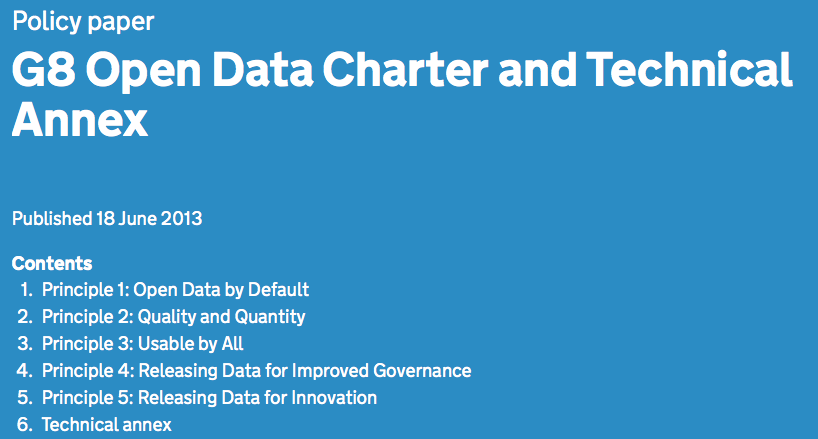 Policy paper
G8 Open Data Charter and Technical
Annex
Published 18 June 2013
Contents
1. Principle 1: Open Data by Default
2. Principle 2: Quality and Quantity
3. Principle 3: Usable by All
4. Principle 4: Releasing Data for Improved Governance
5. Principle 5: Releasing Data for Innovation
6. Technical annex